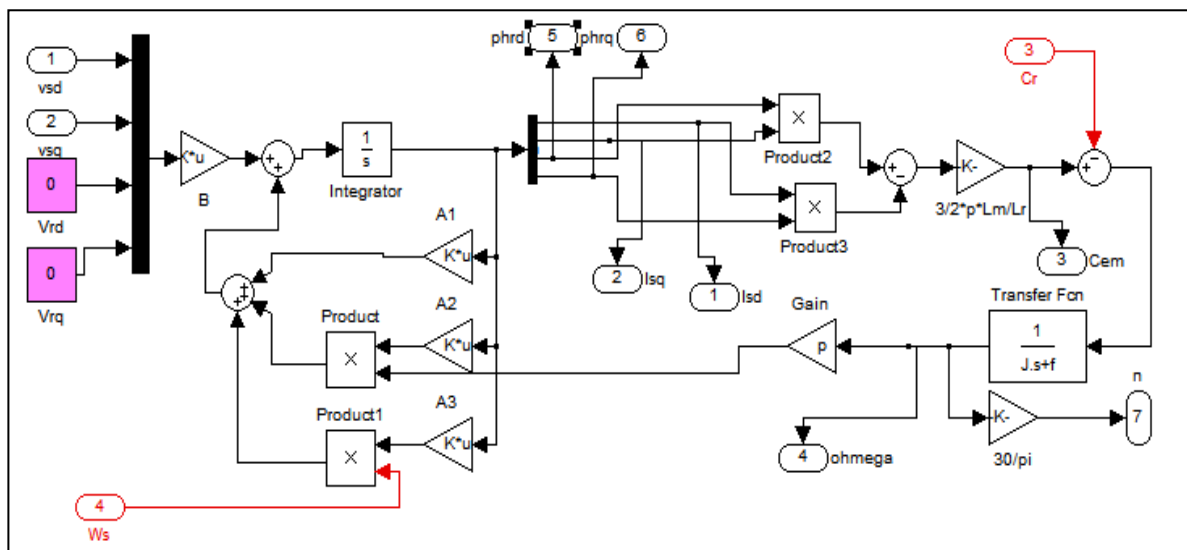 phrd
5
phrq
6
1
vsd
2
vsq
0
Vrd
0
Vrq
K*u
B
+
+
1
s
Integrator
×
Product2
×
Product3
+
−
K-
3/2*p*Lm/Lr
3
Cr
−
+
3
Cem
2
Isq
1
Isd
A1
K*u
+
+
+
Product
×
A2
K*u
Product1
×
A3
K*u
4
Ws
Gain
p
Transfer Fcn
1
J.s+f
n
7
K-
30/pi
4
ohmega